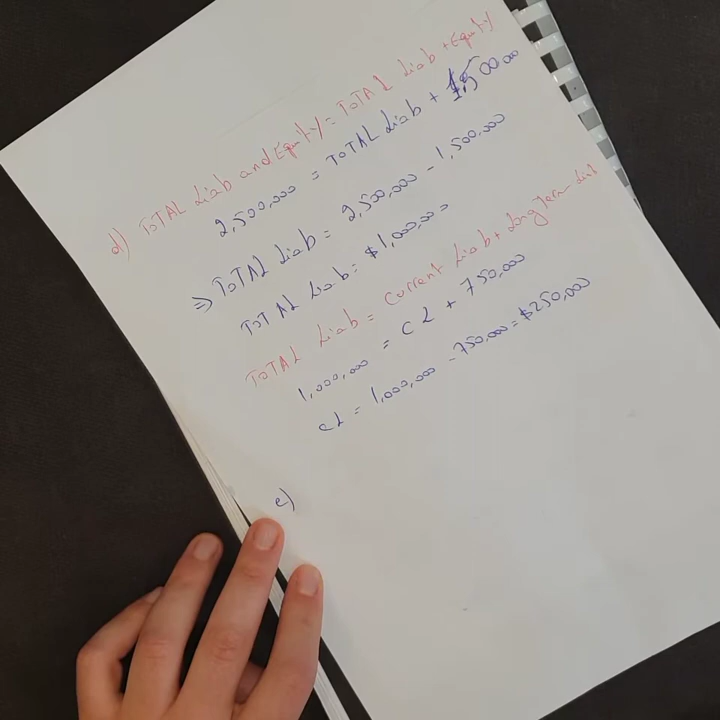 d) TOTAL Liab and Equity = TOTAL Liab + Equity
2,500,000 = TOTAL Liab + 1,500,000
=> TOTAL Liab = 2,500,000 - 1,500,000
TOTAL Liab = $1,000,000
TOTAL Liab = Current Liab + Long Term
1,000,000 = CL + 750,000
CL = 1,000,000 - 750,000 = $250,000
e)